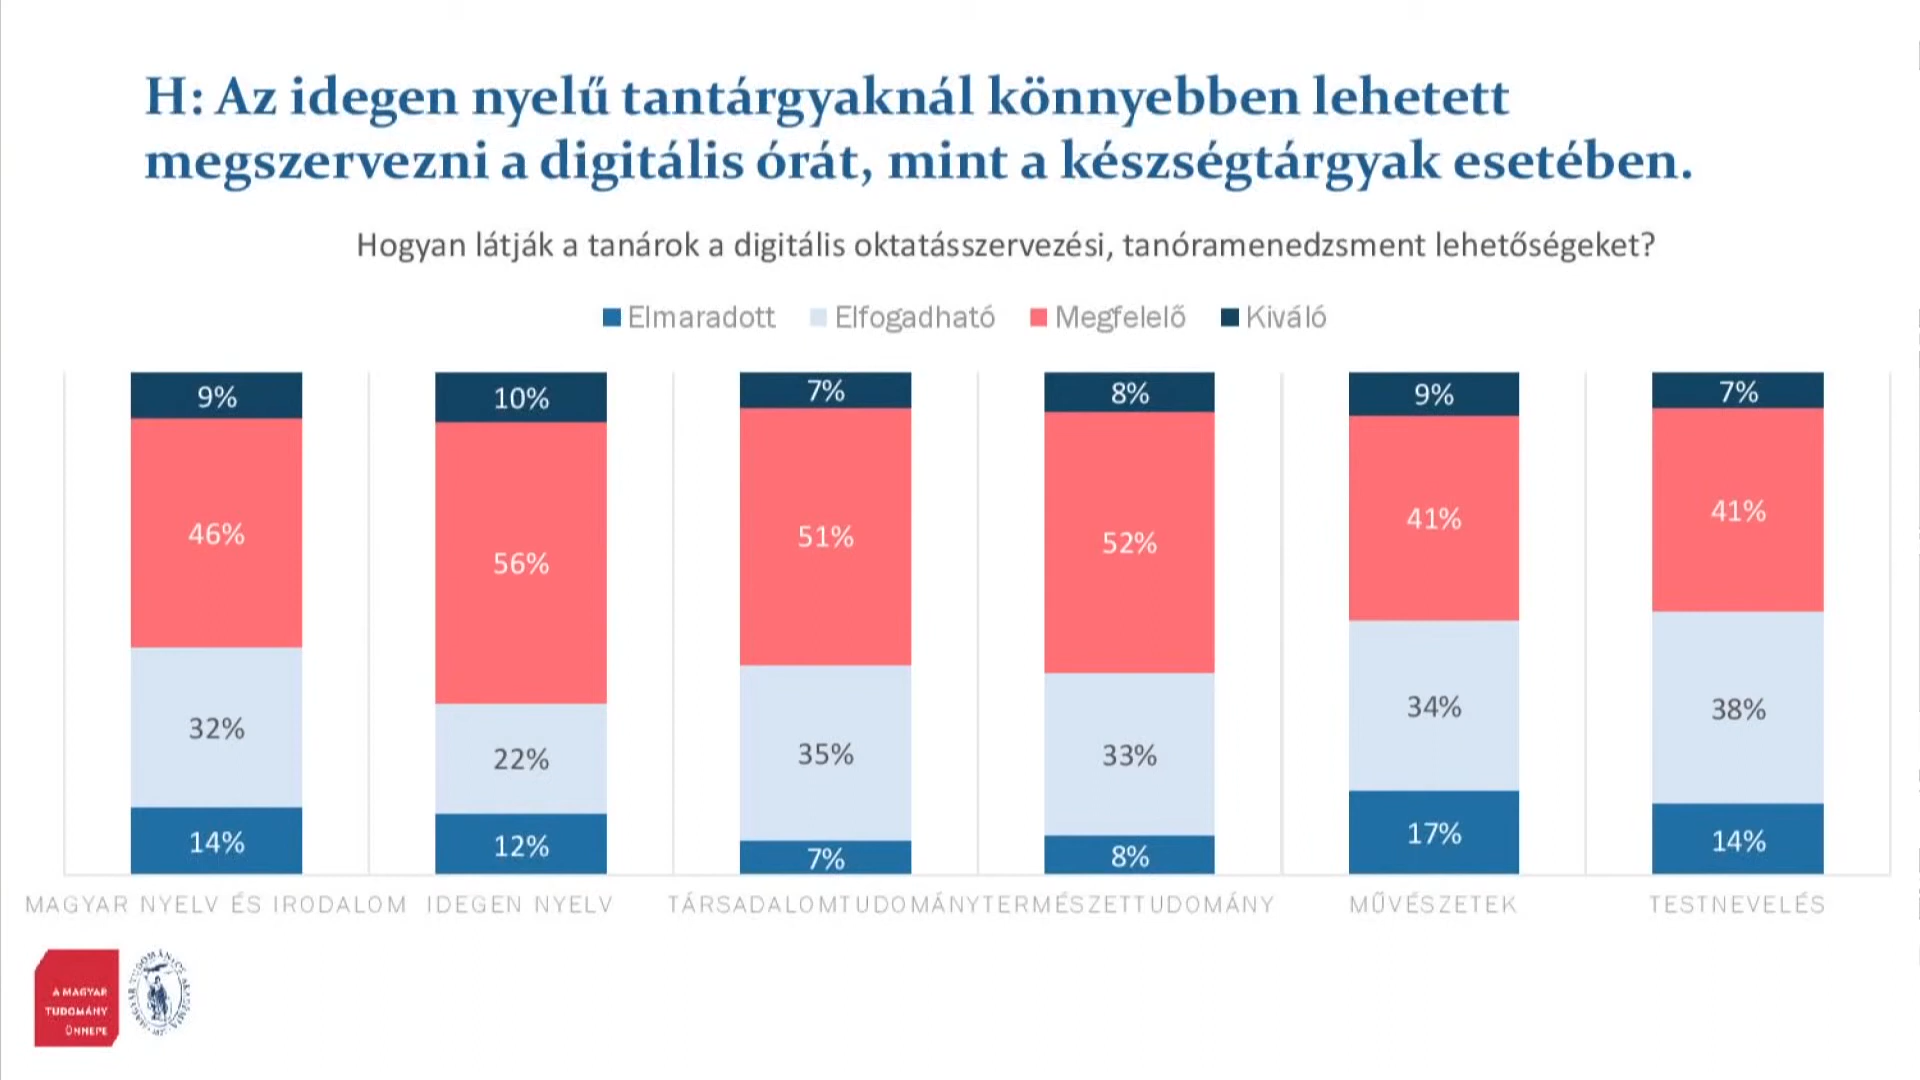 H: Az idegen nyelű tantárgyaknál könnyebben lehetett
megszervezni a digitális órát, mint a készségtárgyak esetében.
Hogyan látják a tanárok a digitális oktatásszervezési, tanóramenedzsment lehetőségeket?
Elmaradott Elfogadható Megfelelő Kiváló
9% 10% 7% 8% 9% 7%
46% 56% 51% 52% 41% 41%
32% 22% 35% 33% 34% 38%
14% 12% 7% 8% 17% 14%
MAGYAR NYELV ÉS IRODALOM IDEGEN NYELV TÁRSADALOMTUDOMÁNY TERMÉSZETTUDOMÁNY MŰVÉSZETEK TESTNEVELÉS
A MAGYAR
TUDOMÁNY
ÜNNEPE